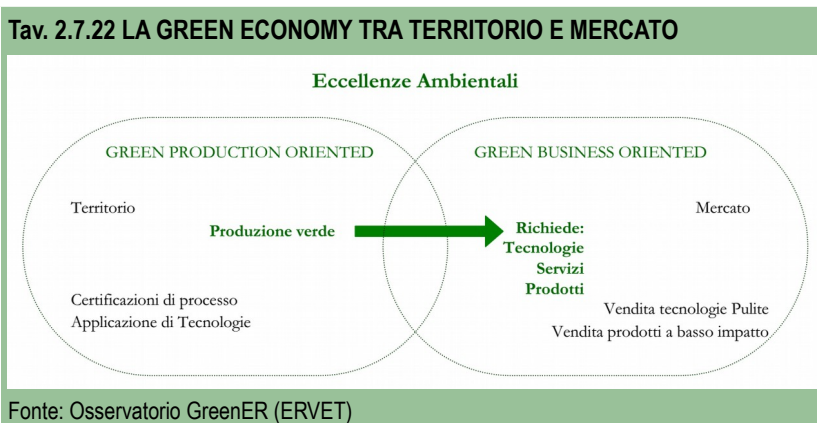 Tav. 2.7.22 LA GREEN ECONOMY TRA TERRITORIO E MERCATO
Eccellenze Ambientali
GREEN PRODUCTION ORIENTED
Territorio
Produzione verde
Certificazioni di processo
Applicazione di Tecnologie
GREEN BUSINESS ORIENTED
Mercato
Richiede:
Tecnologie
Servizi
Prodotti
Vendita tecnologie Pulite
Vendita prodotti a basso impatto
Fonte: Osservatorio GreenER (ERVET)